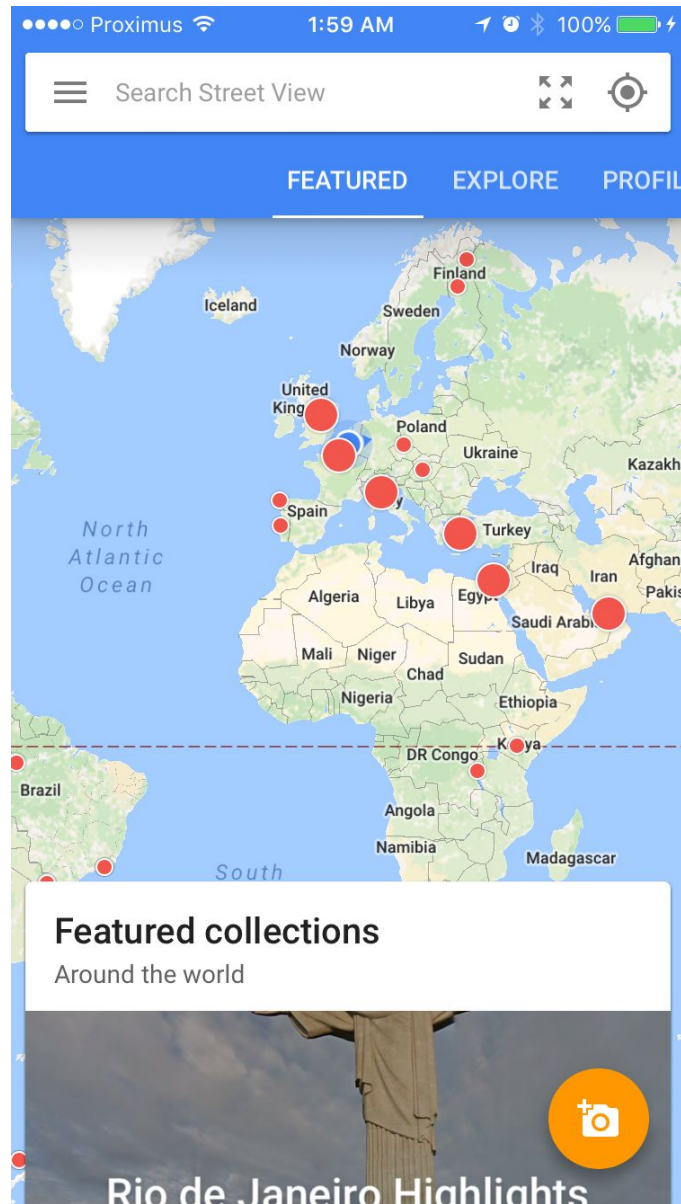 Proximus 1:59 AM 100%
Search Street View
FEATURED EXPLORE PROFIL
Finland
Iceland
Sweden
Norway
United
King
Poland
Ukraine
Kazakh
Spain
y
Turkey
North
Atlantic
Ocean
Iraq
Iran
Afghan
Pakis
Algeria
Libya
Egypt
Saudi Arabi
Mali
Niger
Chad
Sudan
Nigeria
Ethiopia
DR Congo
K ya
Brazil
Angola
Namibia
Madagascar
South
Featured collections
Around the world
Rio de Janeiro Highlights